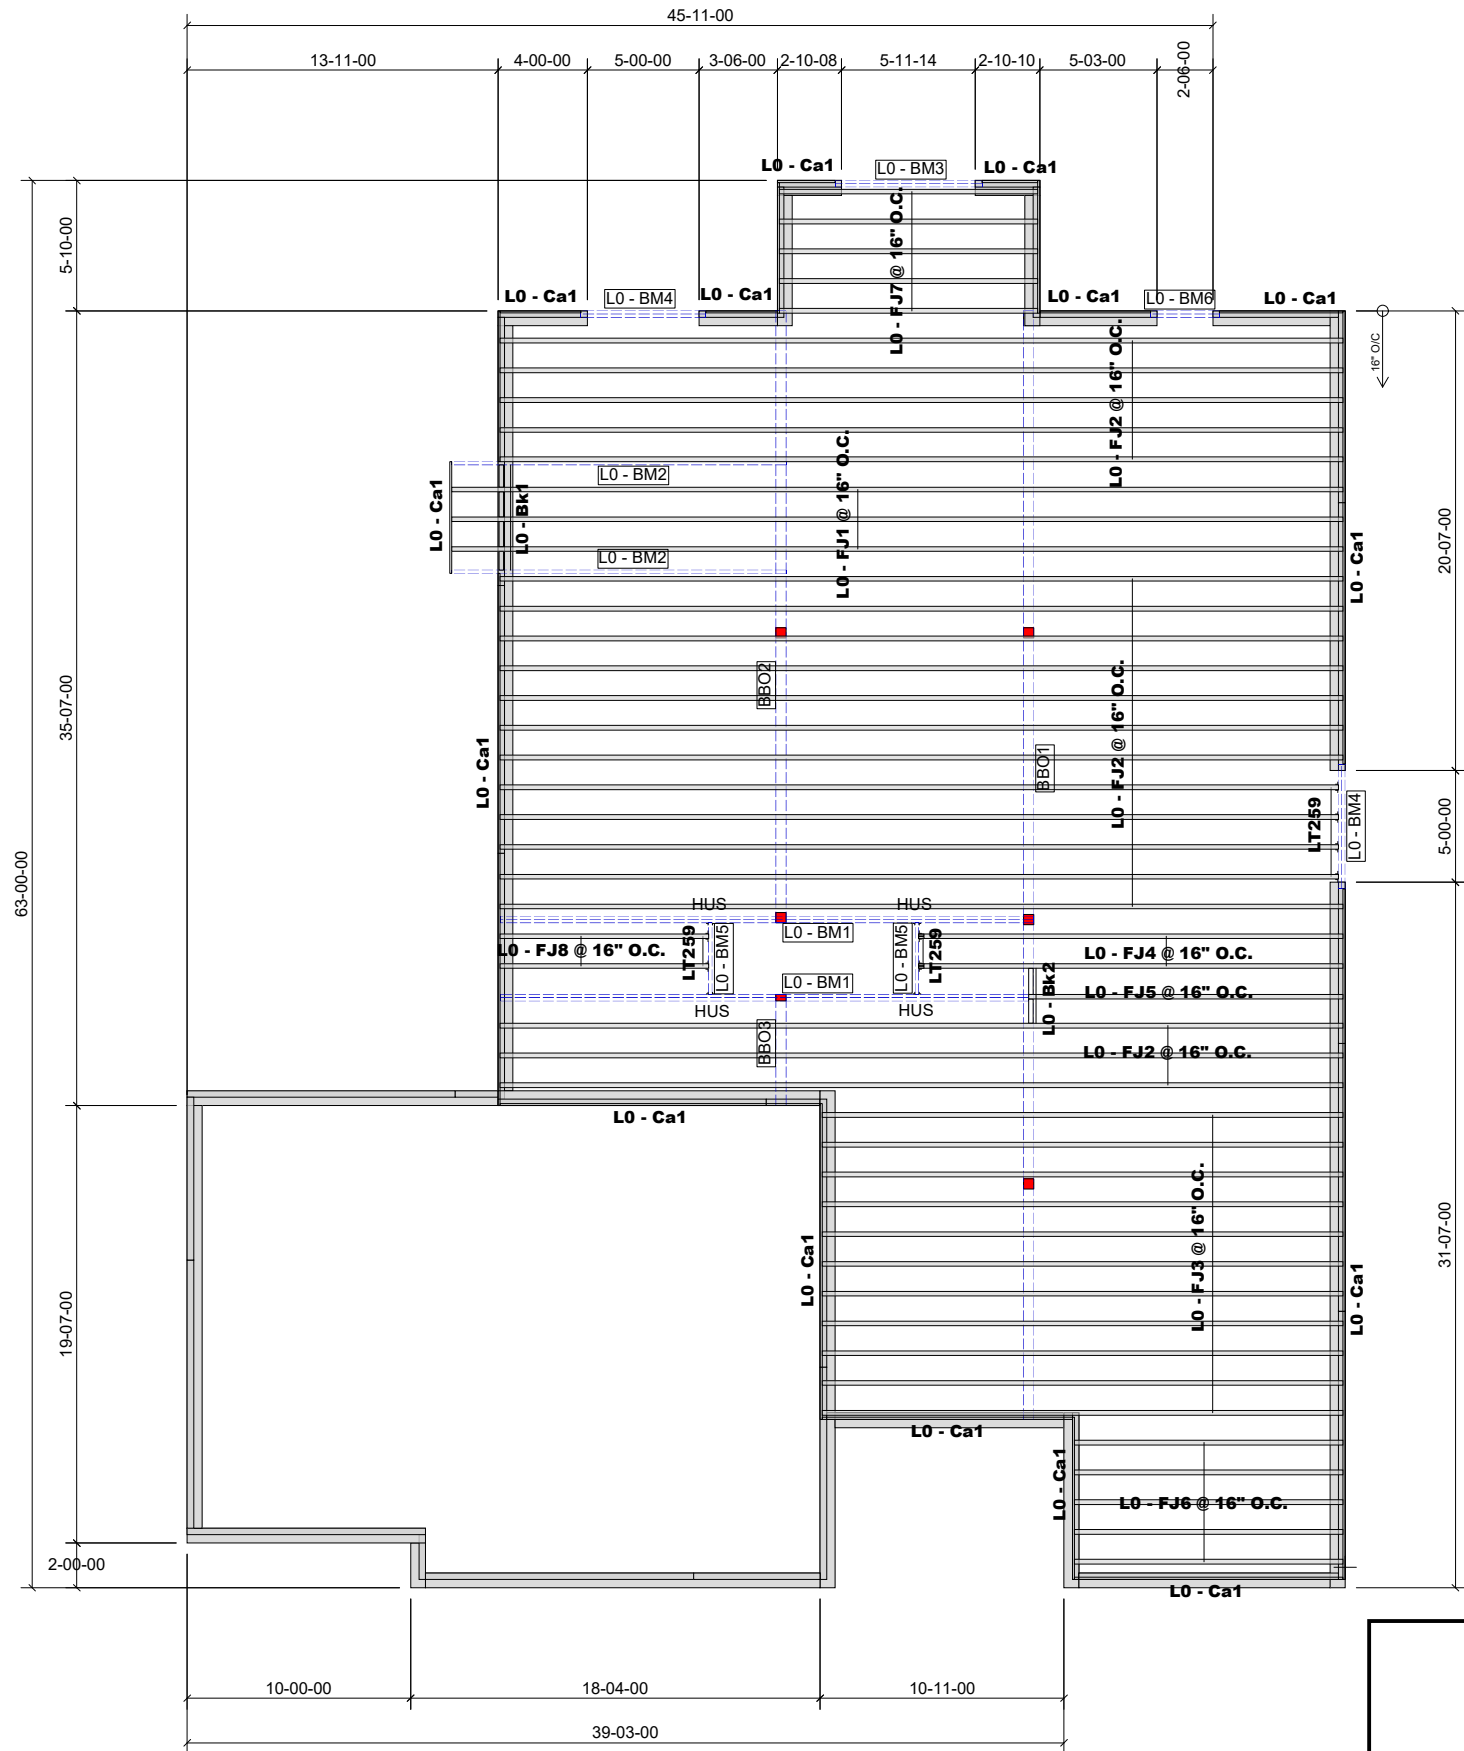 45-11-00
13-11-00
4-00-00
5-00-00
3-06-00
2-10-08
5-11-14
2-10-10
5-03-00
2-06-00
L0 - Ca1
L0 - BM3
L0 - Ca1
5-10-00
L0 - FJ7 @ 16" O.C.
L0 - Ca1
L0 - BM4
L0 - Ca1
L0 - Ca1
L0 - BM6
L0 - Ca1
16" O/C
L0 - FJ2 @ 16" O.C.
L0 - BM2
L0 - Ca1
L0 - Bk1
L0 - FJ1 @ 16" O.C.
L0 - BM2
L0 - Ca1
20-07-00
35-07-00
BBO2
L0 - FJ2 @ 16" O.C.
BBO1
L0 - Ca1
LT259
L0 - BM4
5-00-00
63-00-00
HUS
HUS
L0 - FJ8 @ 16" O.C.
LT259
L0 - BM5
L0 - BM1
L0 - BM5
LT259
L0 - FJ4 @ 16" O.C.
L0 - BM1
L0 - Bk2
L0 - FJ5 @ 16" O.C.
HUS
HUS
BBO3
L0 - FJ2 @ 16" O.C.
L0 - Ca1
L0 - FJ3 @ 16" O.C.
31-07-00
L0 - Ca1
L0 - Ca1
19-07-00
L0 - Ca1
L0 - Ca1
L0 - FJ6 @ 16" O.C.
2-00-00
L0 - Ca1
10-00-00
18-04-00
10-11-00
39-03-00